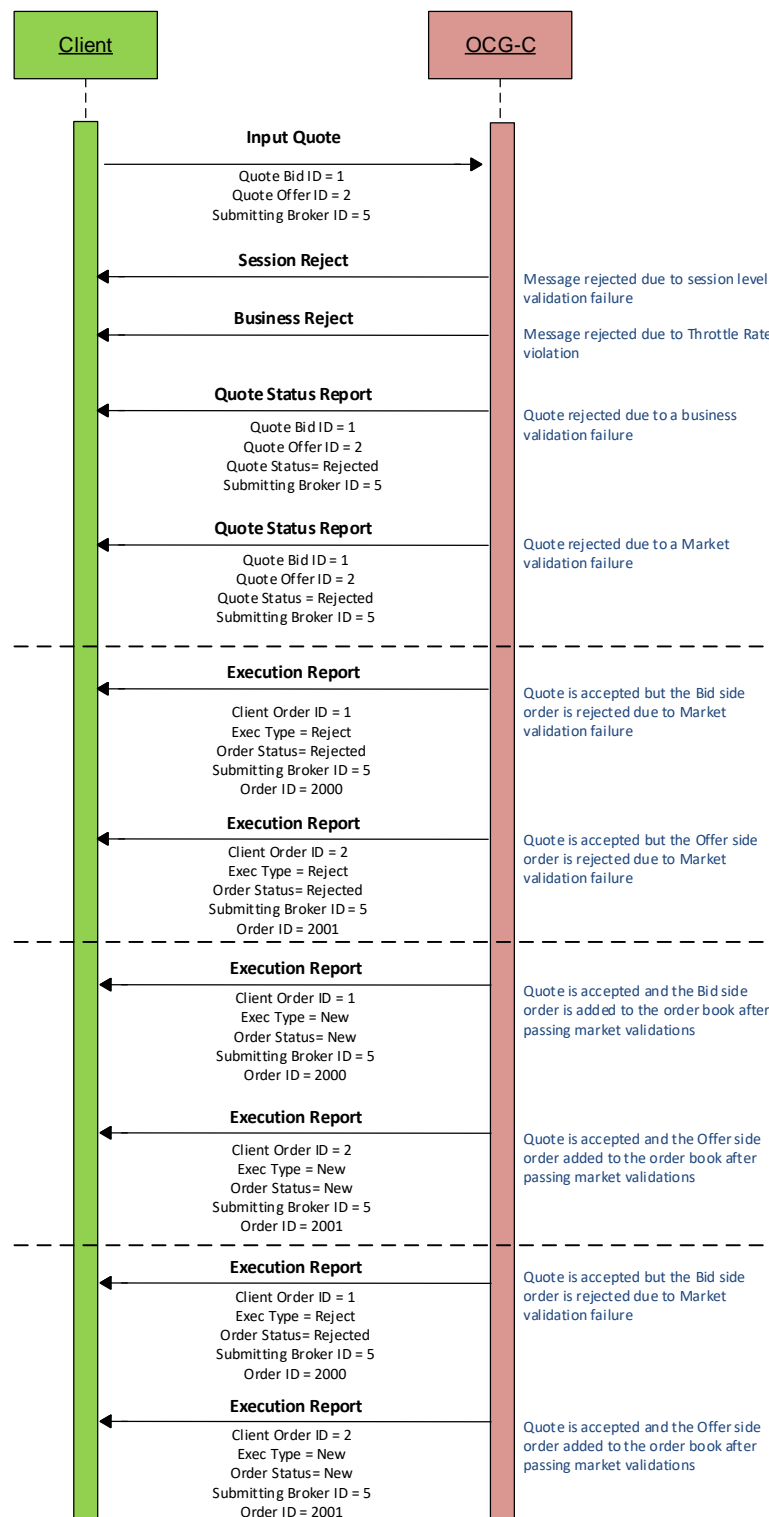 Client
OCG-C
Input Quote
Quote Bid ID = 1
Quote Offer ID = 2
Submitting Broker ID = 5
Session Reject
Message rejected due to session level
validation failure
Business Reject
Message rejected due to Throttle Rate
violation
Quote Status Report
Quote rejected due to a business
validation failure
Quote Bid ID = 1
Quote Offer ID = 2
Quote Status= Rejected
Submitting Broker ID = 5
Quote Status Report
Quote rejected due to a Market
validation failure
Quote Bid ID = 1
Quote Offer ID = 2
Quote Status = Rejected
Submitting Broker ID = 5
Execution Report
Quote is accepted but the Bid side
order is rejected due to Market
validation failure
Client Order ID = 1
Exec Type = Reject
Order Status= Rejected
Submitting Broker ID = 5
Order ID = 2000
Execution Report
Quote is accepted but the Offer side
order is rejected due to Market
validation failure
Client Order ID = 2
Exec Type = Reject
Order Status= Rejected
Submitting Broker ID = 5
Order ID = 2001
Execution Report
Quote is accepted and the Bid side
order is added to the order book after
passing market validations
Client Order ID = 1
Exec Type = New
Order Status= New
Submitting Broker ID = 5
Order ID = 2000
Execution Report
Quote is accepted and the Offer side
order added to the order book after
passing market validations
Client Order ID = 2
Exec Type = New
Order Status= New
Submitting Broker ID = 5
Order ID = 2001
Execution Report
Quote is accepted but the Bid side
order is rejected due to Market
validation failure
Client Order ID = 1
Exec Type = Reject
Order Status= Rejected
Submitting Broker ID = 5
Order ID = 2000
Execution Report
Quote is accepted and the Offer side
order added to the order book after
passing market validations
Client Order ID = 2
Exec Type = New
Order Status= New
Submitting Broker ID = 5
Order ID = 2001